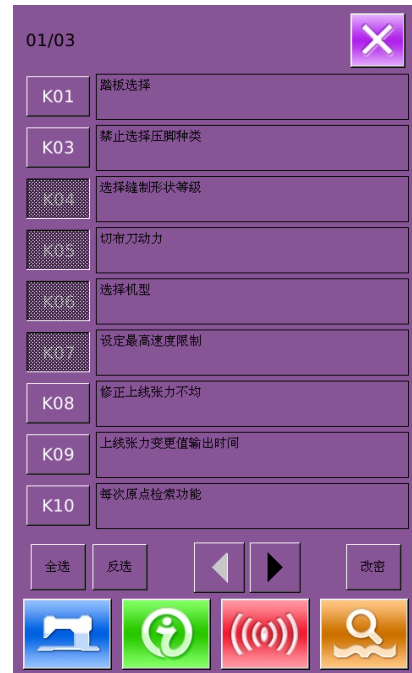 01/03
K01 踏板选择
K03 禁止选择压脚种类
K04 选择缝制形状等级
K05 切布刀动力
K06 选择机型
K07 设定最高速度限制
K08 修正上线张力不均
K09 上线张力变更值输出时间
K10 每次原点检索功能
全选 反选 改密